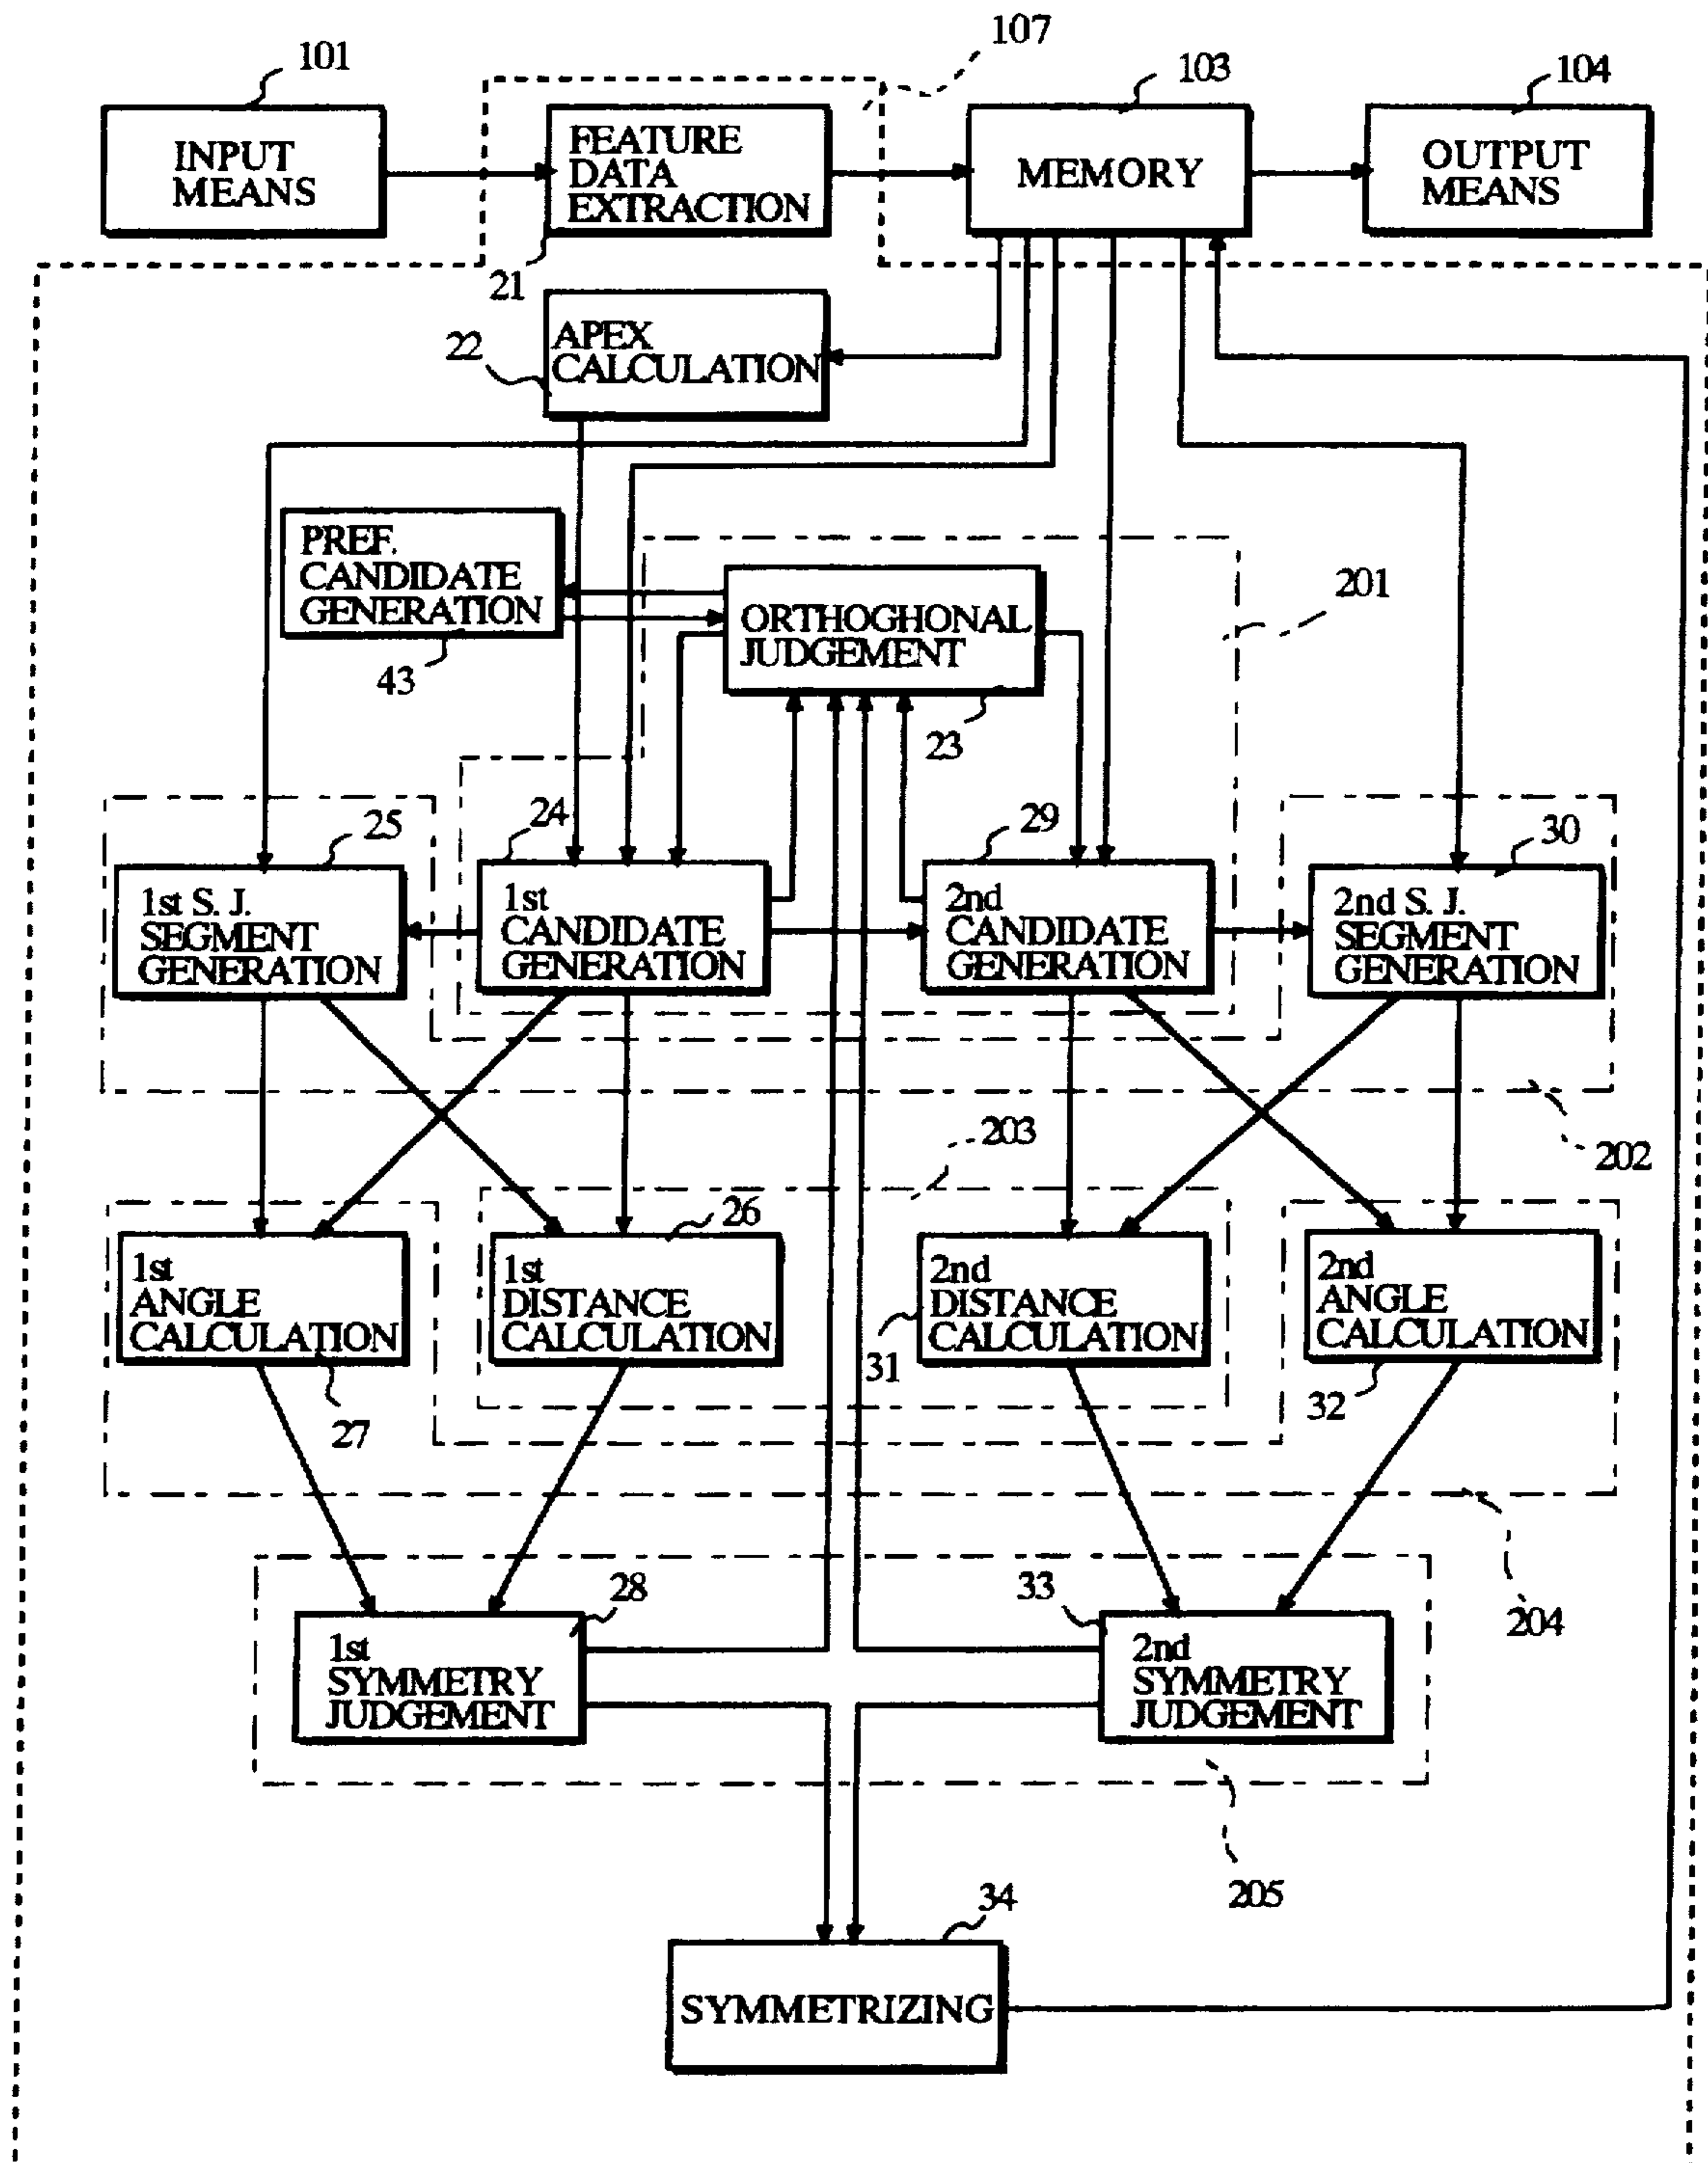 107
101
103
104
INPUT
MEANS
FEATURE
DATA
EXTRACTION
MEMORY
OUTPUT
MEANS
21
22
APEX
CALCULATION
PREF.
CANDIDATE
GENERATION
43
ORTHOGHONAL
JUDGEMENT
23
201
25
24
29
30
1st S. J.
SEGMENT
GENERATION
1st
CANDIDATE
GENERATION
2nd
CANDIDATE
GENERATION
2nd S. J.
SEGMENT
GENERATION
203
202
26
1st
ANGLE
CALCULATION
27
1st
DISTANCE
CALCULATION
2nd
DISTANCE
CALCULATION
31
2nd
ANGLE
CALCULATION
32
204
28
33
1st
SYMMETRY
JUDGEMENT
2nd
SYMMETRY
JUDGEMENT
205
34
SYMMETRIZING